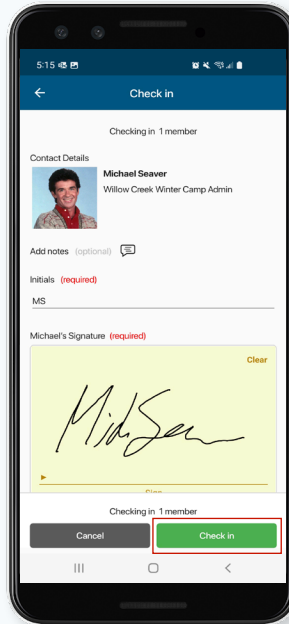 5:15
Check in
Checking in 1 member
Contact Details
Michael Seaver
Willow Creek Winter Camp Admin
Add notes (optional)
Initials (required)
MS
Michael's Signature (required)
Clear
Sign
Checking in 1 member
Cancel
Check in